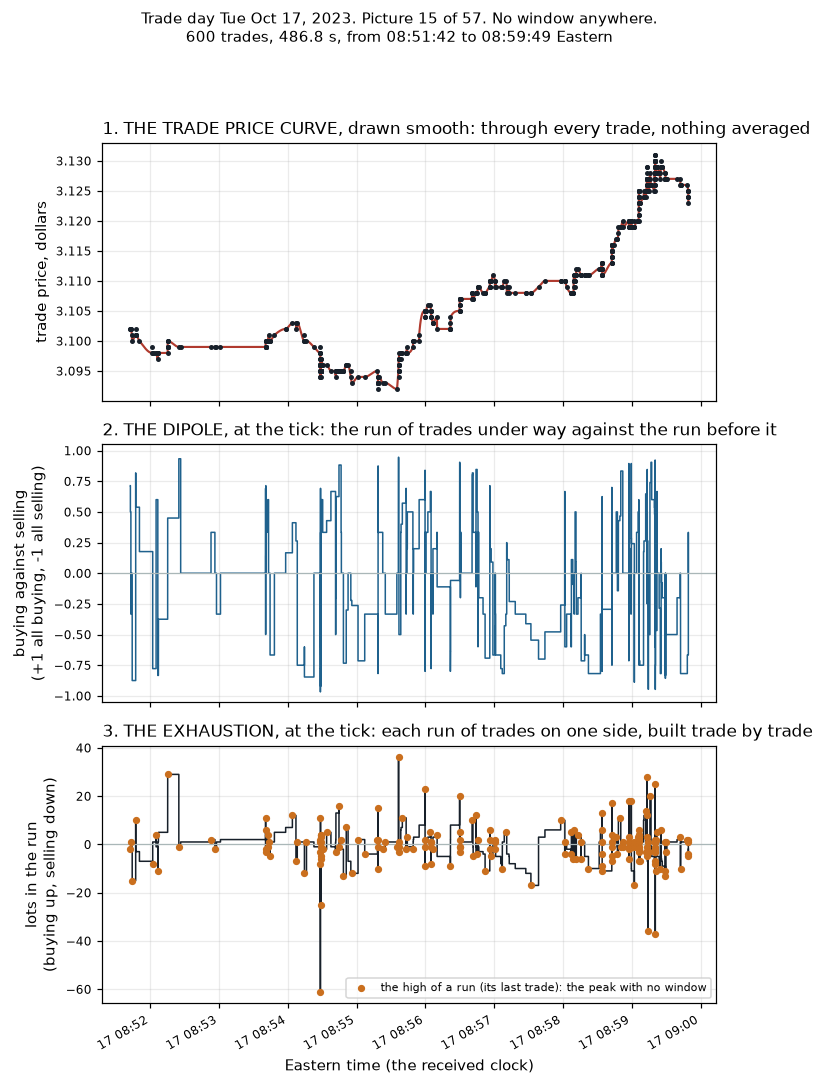 Trade day Tue Oct 17, 2023. Picture 15 of 57. No window anywhere.
600 trades, 486.8 s, from 08:51:42 to 08:59:49 Eastern
1. THE TRADE PRICE CURVE, drawn smooth: through every trade, nothing averaged
trade price, dollars
3.130
3.125
3.120
3.115
3.110
3.105
3.100
3.095
2. THE DIPOLE, at the tick: the run of trades under way against the run before it
buying against selling
(+1 all buying, -1 all selling)
1.00
0.75
0.50
0.25
0.00
−0.25
−0.50
−0.75
−1.00
3. THE EXHAUSTION, at the tick: each run of trades on one side, built trade by trade
lots in the run
(buying up, selling down)
40
20
0
−20
−40
−60
the high of a run (its last trade): the peak with no window
17 08:52
17 08:53
17 08:54
17 08:55
17 08:56
17 08:57
17 08:58
17 08:59
17 09:00
Eastern time (the received clock)